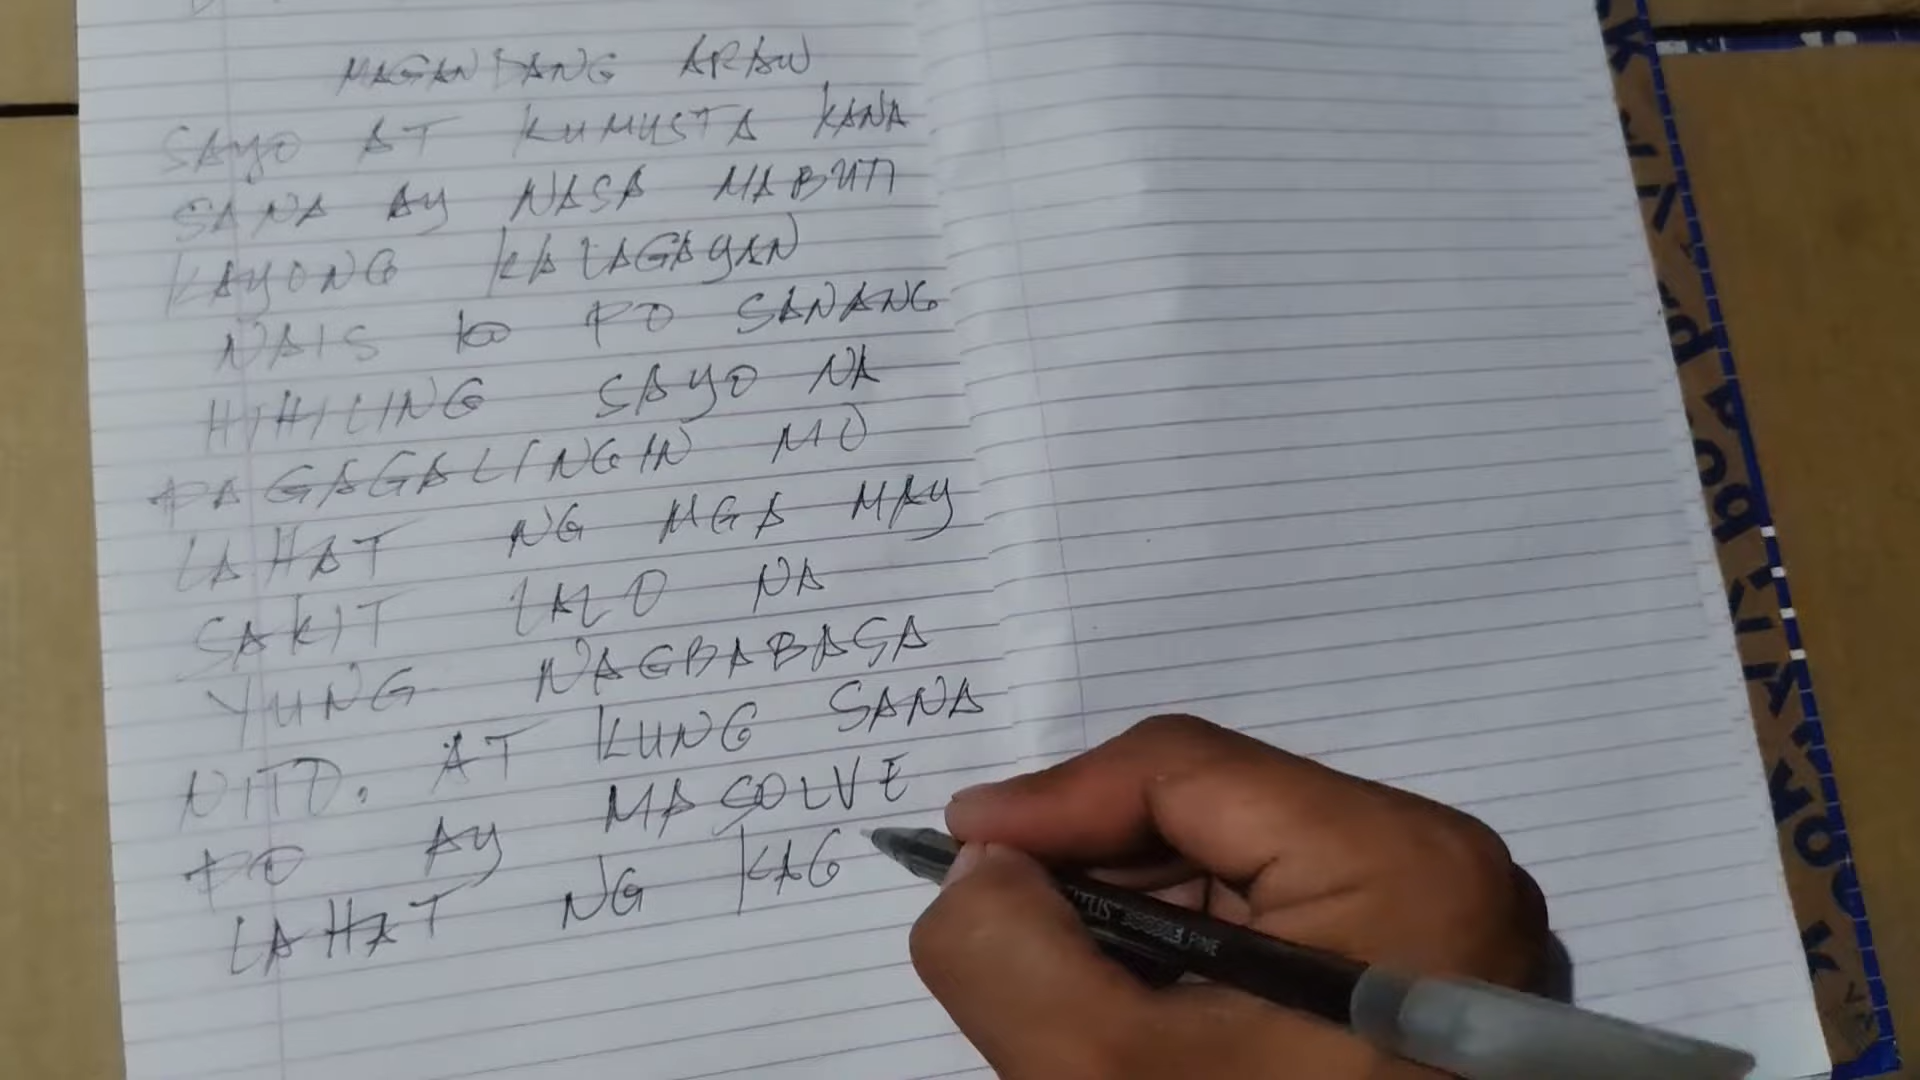 MAGANDANG ARAW
SAYO AT KUMUSTA KANA
SANA AY NASA MABUTI
KAYONG KALAGAYAN
NAIS KO PO SANANG
HIHILING SAYO NA
PAGAGALINGIN MO
LAHAT NG MGA MAY
SAKIT LALO NA
YUNG NAGBABASA
NITO. AT KUNG SANA
PO AY MASOLVE
LAHAT NG KAG